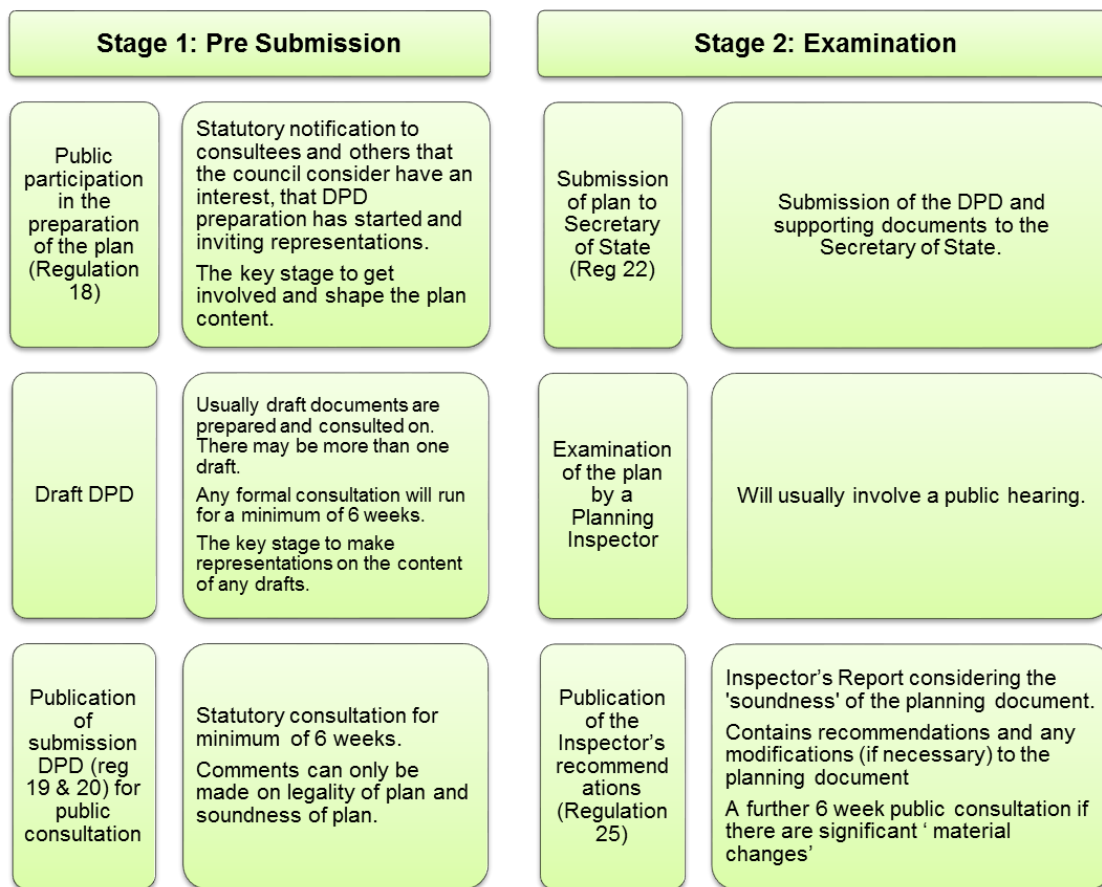 Stage 1: Pre Submission
Public
participation
in the
preparation
of the plan
(Regulation
18)
Statutory notification to
consultees and others that
the council consider have an
interest, that DPD
preparation has started and
inviting representations.
The key stage to get
involved and shape the plan
content.
Draft DPD
Usually draft documents are
prepared and consulted on.
There may be more than one
draft.
Any formal consultation will run
for a minimum of 6 weeks.
The key stage to make
representations on the content
of any drafts.
Publication
of
submission
DPD (reg
19 & 20) for
public
consultation
Statutory consultation for
minimum of 6 weeks.
Comments can only be
made on legality of plan and
soundness of plan.
Stage 2: Examination
Submission
of plan to
Secretary
of State
(Reg 22)
Submission of the DPD and
supporting documents to the
Secretary of State.
Examination
of the plan
by a
Planning
Inspector
Will usually involve a public hearing.
Publication
of the
Inspector's
recommend
ations
(Regulation
25)
Inspector's Report considering the
'soundness' of the planning document.
Contains recommendations and any
modifications (if necessary) to the
planning document
A further 6 week public consultation if
there are significant ‘ material
changes’